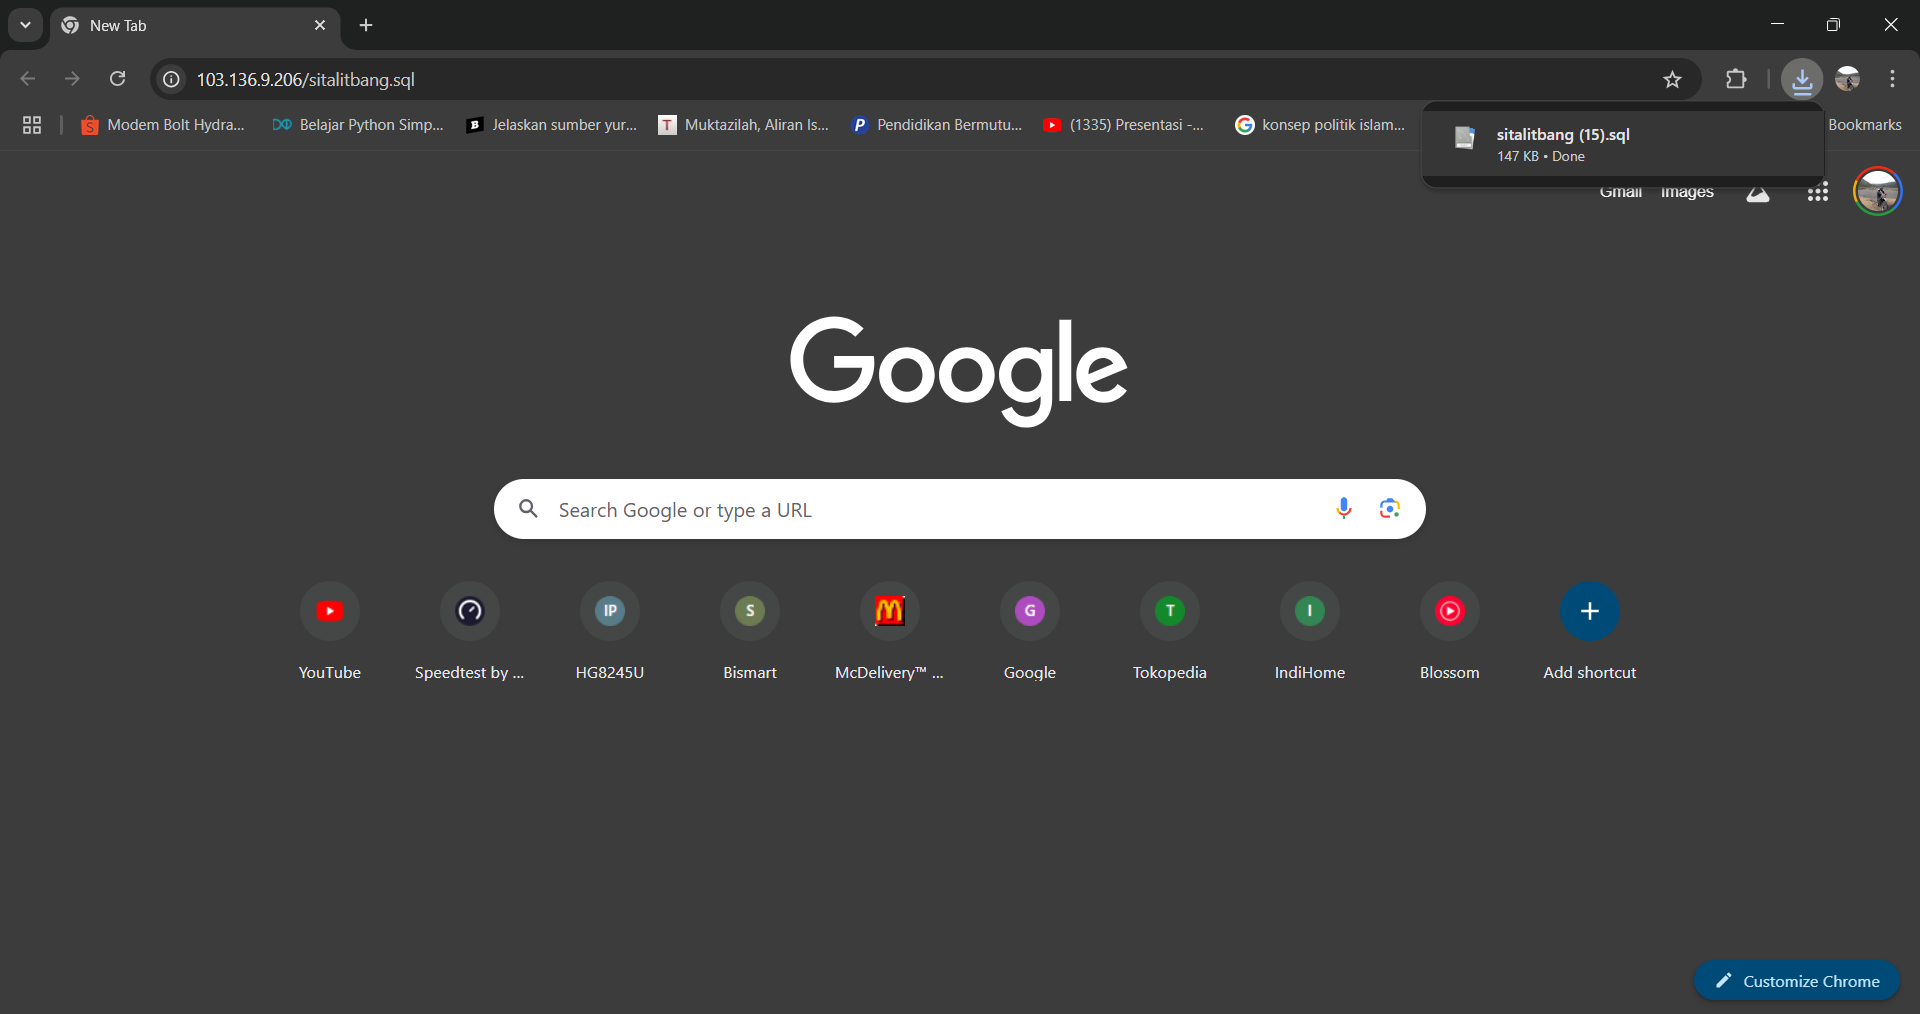 New Tab
103.136.9.206/sitalitbang.sql
Modem Bolt Hydra...
Belajar Python Simp...
Jelaskan sumber yur...
Muktazilah, Aliran Is...
Pendidikan Bermutu...
(1335) Presentasi -...
konsep politik islam...
Bookmarks
sitalitbang (15).sql
147 KB • Done
Gmail Images
Google
Search Google or type a URL
IP S G T I
YouTube Speedtest by ... HG8245U Bismart McDelivery™ ... Google Tokopedia IndiHome Blossom Add shortcut
Customize Chrome